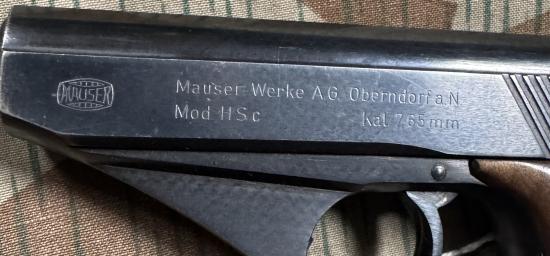 MAUSER
Mauser-Werke A.G. Oberndorf a.N
Mod. HSc Kal. 7,65 mm